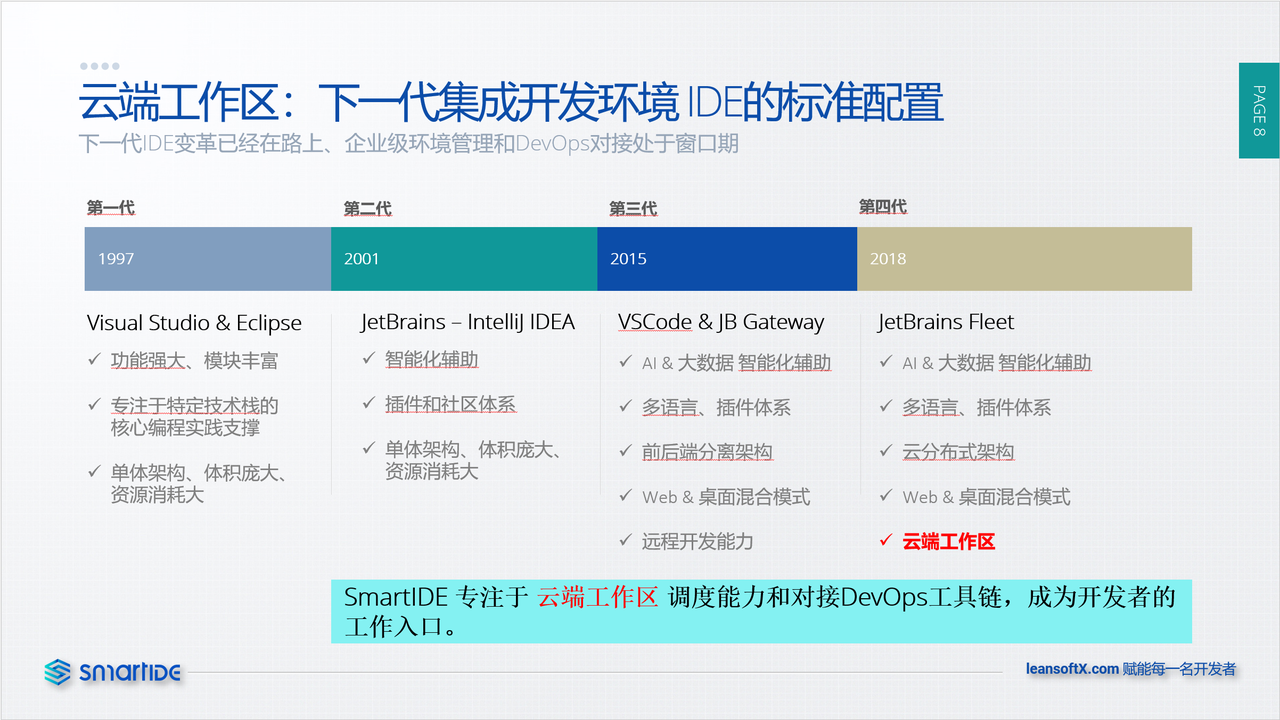 云端工作区：下一代集成开发环境 IDE的标准配置
下一代IDE变革已经在路上、企业级环境管理和DevOps对接处于窗口期
PAGE 8
第一代
第二代
第三代
第四代
1997
2001
2015
2018
Visual Studio & Eclipse
功能强大、模块丰富
专注于特定技术栈的
核心编程实践支撑
单体架构、体积庞大、
资源消耗大
JetBrains – IntelliJ IDEA
智能化辅助
插件和社区体系
单体架构、体积庞大、
资源消耗大
VSCode & JB Gateway
AI & 大数据 智能化辅助
多语言、插件体系
前后端分离架构
Web & 桌面混合模式
远程开发能力
JetBrains Fleet
AI & 大数据 智能化辅助
多语言、插件体系
云分布式架构
Web & 桌面混合模式
云端工作区
SmartIDE 专注于 云端工作区 调度能力和对接DevOps工具链，成为开发者的
工作入口。
SmartIDE
leansoftX.com 赋能每一名开发者